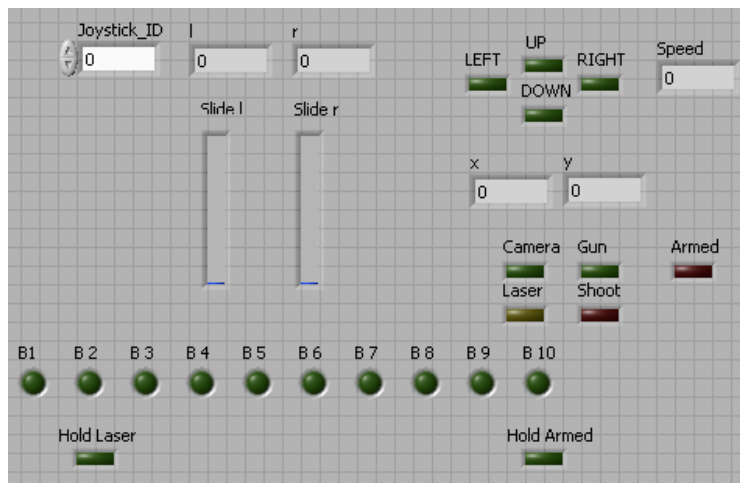 Joystick_ID l r
0 0 0
LEFT UP RIGHT Speed
DOWN 0
Slide l Slide r
x y
0 0
Camera Gun Armed
Laser Shoot
B1 B 2 B 3 B 4 B 5 B 6 B 7 B 8 B 9 B 10
Hold Laser Hold Armed